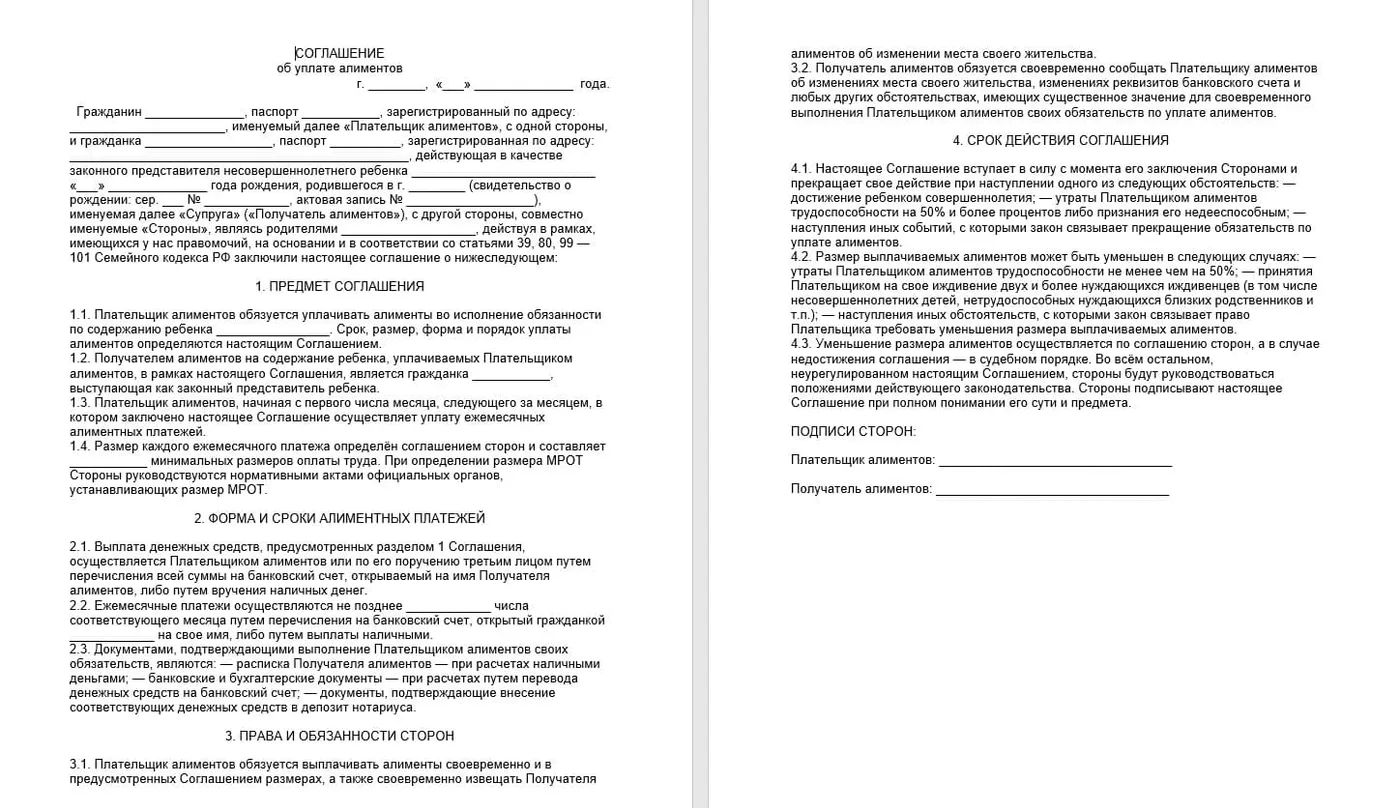 СОГЛАШЕНИЕ
об уплате алиментов
г. ________, «___» ______________ года.
Гражданин ______________, паспорт ___________, зарегистрированный по адресу:
______________________, именуемый далее «Плательщик алиментов», с одной стороны,
и гражданка __________________, паспорт __________, зарегистрированная по адресу:
________________________________________________, действующая в качестве
законного представителя несовершеннолетнего ребенка __________________________
«___» ______________ года рождения, родившегося в г. ________ (свидетельство о
рождении: сер. ___ № ____________, актовая запись № __________________),
именуемая далее «Супруга» («Получатель алиментов»), с другой стороны, совместно
именуемые «Стороны», являясь родителями ___________________, действуя в рамках,
имеющихся у нас правомочий, на основании и в соответствии со статьями 39, 80, 99 —
101 Семейного кодекса РФ заключили настоящее соглашение о нижеследующем:
1. ПРЕДМЕТ СОГЛАШЕНИЯ
1.1. Плательщик алиментов обязуется уплачивать алименты во исполнение обязанности
по содержанию ребенка ________________. Срок, размер, форма и порядок уплаты
алиментов определяются настоящим Соглашением.
1.2. Получателем алиментов на содержание ребенка, уплачиваемых Плательщиком
алиментов, в рамках настоящего Соглашения, является гражданка ___________,
выступающая как законный представитель ребенка.
1.3. Плательщик алиментов, начиная с первого числа месяца, следующего за месяцем, в
котором заключено настоящее Соглашение осуществляет уплату ежемесячных
алиментных платежей.
1.4. Размер каждого ежемесячного платежа определён соглашением сторон и составляет
___________ минимальных размеров оплаты труда. При определении размера МРОТ
Стороны руководствуются нормативными актами официальных органов,
устанавливающих размер МРОТ.
2. ФОРМА И СРОКИ АЛИМЕНТНЫХ ПЛАТЕЖЕЙ
2.1. Выплата денежных средств, предусмотренных разделом 1 Соглашения,
осуществляется Плательщиком алиментов или по его поручению третьим лицом путем
перечисления всей суммы на банковский счет, открываемый на имя Получателя
алиментов, либо путем вручения наличных денег.
2.2. Ежемесячные платежи осуществляются не позднее ____________ числа
соответствующего месяца путем перечисления на банковский счет, открытый гражданкой
____________ на свое имя, либо путем выплаты наличными.
2.3. Документами, подтверждающими выполнение Плательщиком алиментов своих
обязательств, являются: — расписка Получателя алиментов — при расчетах наличными
деньгами; — банковские и бухгалтерские документы — при расчетах путем перевода
денежных средств на банковский счет; — документы, подтверждающие внесение
соответствующих денежных средств в депозит нотариуса.
3. ПРАВА И ОБЯЗАННОСТИ СТОРОН
3.1. Плательщик алиментов обязуется выплачивать алименты своевременно и в
предусмотренных Соглашением размерах, а также своевременно извещать Получателя
алиментов об изменении места своего жительства.
3.2. Получатель алиментов обязуется своевременно сообщать Плательщику алиментов
об изменениях места своего жительства, изменениях реквизитов банковского счета и
любых других обстоятельствах, имеющих существенное значение для своевременного
выполнения Плательщиком алиментов своих обязательств по уплате алиментов.
4. СРОК ДЕЙСТВИЯ СОГЛАШЕНИЯ
4.1. Настоящее Соглашение вступает в силу с момента его заключения Сторонами и
прекращает свое действие при наступлении одного из следующих обстоятельств: —
достижение ребенком совершеннолетия; — утраты Плательщиком алиментов
трудоспособности на 50% и более процентов либо признания его недееспособным; —
наступления иных событий, с которыми закон связывает прекращение обязательств по
уплате алиментов.
4.2. Размер выплачиваемых алиментов может быть уменьшен в следующих случаях: —
утраты Плательщиком алиментов трудоспособности не менее чем на 50%; — принятия
Плательщиком на свое иждивение двух и более нуждающихся иждивенцев (в том числе
несовершеннолетних детей, нетрудоспособных нуждающихся близких родственников и
т.п.); — наступления иных обстоятельств, с которыми закон связывает право
Плательщика требовать уменьшения размера выплачиваемых алиментов.
4.3. Уменьшение размера алиментов осуществляется по соглашению сторон, а в случае
недостижения соглашения — в судебном порядке. Во всём остальном,
неурегулированном настоящим Соглашением, стороны будут руководствоваться
положениями действующего законодательства. Стороны подписывают настоящее
Соглашение при полном понимании его сути и предмета.
ПОДПИСИ СТОРОН:
Плательщик алиментов: _________________________________
Получатель алиментов: _________________________________